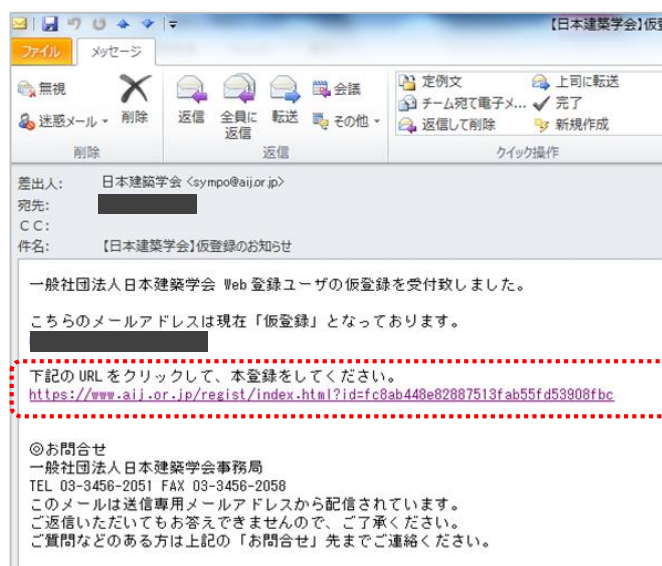 【日本建築学会】仮登
ファイル メッセージ
無視
迷惑メール
削除
返信
全員に
返信
転送
会議
その他
定例文
チーム宛て電子メ...
返信して削除
上司に転送
完了
新規作成
削除
返信
クイック操作
差出人: 日本建築学会 <sympo@aij.or.jp>
宛先:
CC:
件名: 【日本建築学会】仮登録のお知らせ
一般社団法人日本建築学会 Web 登録ユーザの仮登録を受付致しました。
こちらのメールアドレスは現在「仮登録」となっております。
下記の URL をクリックして、本登録をしてください。
https://www.aij.or.jp/regist/index.html?id=fc8ab448e82887513fab55fd53908fbc
◎お問合せ
一般社団法人日本建築学会事務局
TEL 03-3456-2051 FAX 03-3456-2058
このメールは送信専用メールアドレスから配信されています。
ご返信いただいてもお答えできませんので、ご了承ください。
ご質問などのある方は上記の「お問合せ」先までご連絡ください。